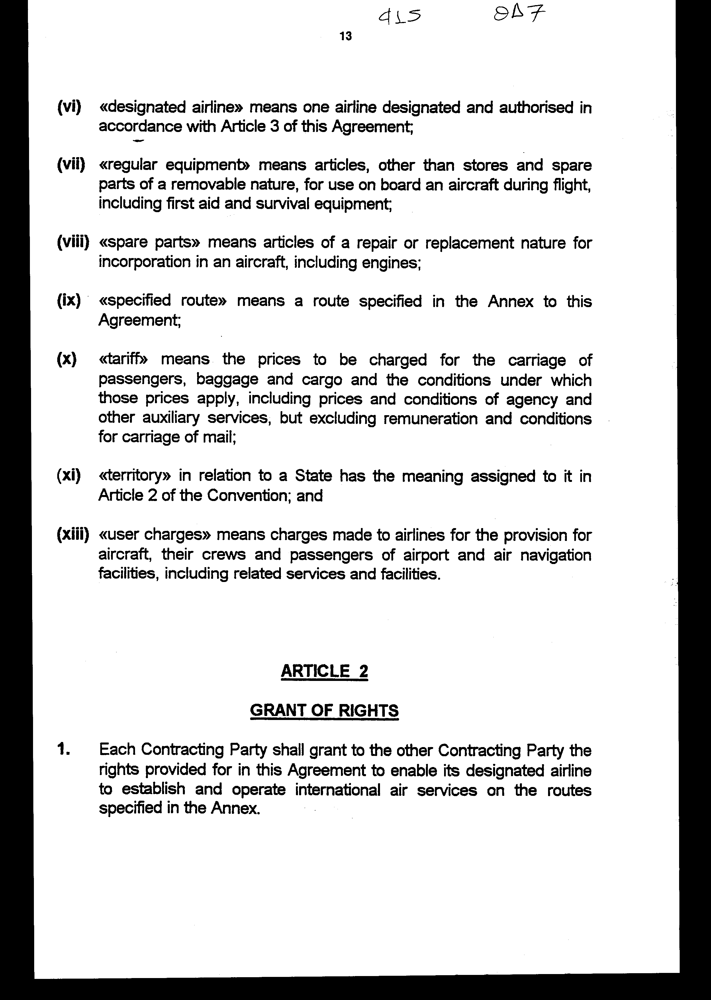 13
(vi) «designated airline» means one airline designated and authorised in
accordance with Article 3 of this Agreement;
(vii) «regular equipment» means articles, other than stores and spare
parts of a removable nature, for use on board an aircraft during flight,
including first aid and survival equipment;
(viii) «spare parts» means articles of a repair or replacement nature for
incorporation in an aircraft, including engines;
(ix) «specified route» means a route specified in the Annex to this
Agreement;
(x) «tariff» means the prices to be charged for the carriage of
passengers, baggage and cargo and the conditions under which
those prices apply, including prices and conditions of agency and
other auxiliary services, but excluding remuneration and conditions
for carriage of mail;
(xi) «territory» in relation to a State has the meaning assigned to it in
Article 2 of the Convention; and
(xiii) «user charges» means charges made to airlines for the provision for
aircraft, their crews and passengers of airport and air navigation
facilities, including related services and facilities.
ARTICLE 2
GRANT OF RIGHTS
1. Each Contracting Party shall grant to the other Contracting Party the
rights provided for in this Agreement to enable its designated airline
to establish and operate international air services on the routes
specified in the Annex.